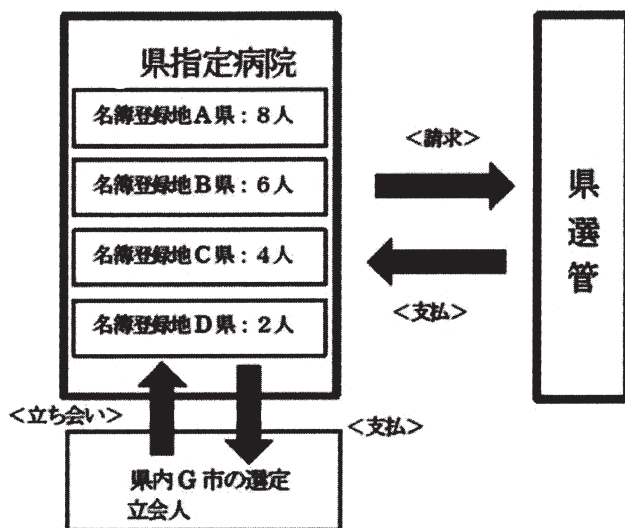 県指定病院
名簿登録地A県：8人
名簿登録地B県：6人
名簿登録地C県：4人
名簿登録地D県：2人
＜請求＞
＜支払＞
県選管
＜立ち会い＞
＜支払＞
県内G市の選定
立会人